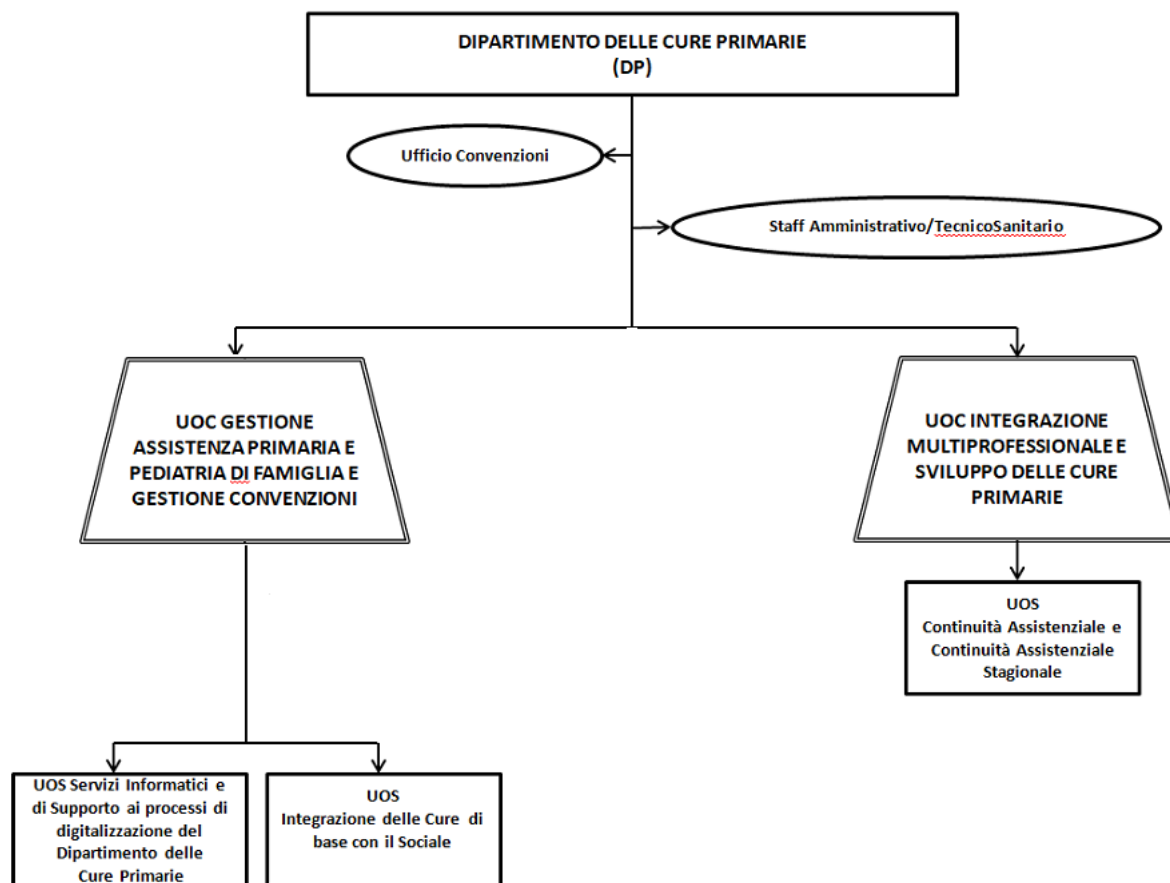 DIPARTIMENTO DELLE CURE PRIMARIE
(DP)
Ufficio Convenzioni
Staff Amministrativo/TecnicoSanitario
UOC GESTIONE
ASSISTENZA PRIMARIA E
PEDIATRIA DI FAMIGLIA E
GESTIONE CONVENZIONI
UOC INTEGRAZIONE
MULTIPROFESSIONALE E
SVILUPPO DELLE CURE
PRIMARIE
UOS
Continuità Assistenziale e
Continuità Assistenziale
Stagionale
UOS Servizi Informatici e
di Supporto ai processi di
digitalizzazione del
Dipartimento delle
Cure Primarie
UOS
Integrazione delle Cure di
base con il Sociale